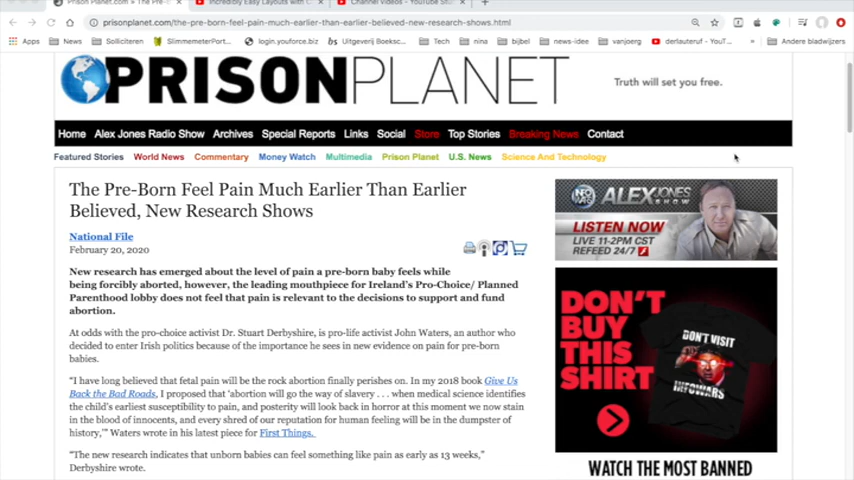 Prison Planet.com » The Pre-
Incredibly Easy Layouts with C
Channel videos - YouTube Stu
prisonplanet.com/the-pre-born-feel-pain-much-earlier-than-earlier-believed-new-research-shows.html
Apps News Solliciteren SlimmemeterPort... login.youforce.biz Uitgeverij Boeksc... Tech nina bijbel news-idee vanjoerg derlauteruf - YouT... Andere bladwijzers
PRISONPLANET
Truth will set you free.
Home Alex Jones Radio Show Archives Special Reports Links Social Store Top Stories Breaking News Contact
Featured Stories World News Commentary Money Watch Multimedia Prison Planet U.S. News Science And Technology
The Pre-Born Feel Pain Much Earlier Than Earlier
Believed, New Research Shows
National File
February 20, 2020
New research has emerged about the level of pain a pre-born baby feels while
being forcibly aborted, however, the leading mouthpiece for Ireland's Pro-Choice/ Planned
Parenthood lobby does not feel that pain is relevant to the decisions to support and fund
abortion.
At odds with the pro-choice activist Dr. Stuart Derbyshire, is pro-life activist John Waters, an author who
decided to enter Irish politics because of the importance he sees in new evidence on pain for pre-born
babies.
"I have long believed that fetal pain will be the rock abortion finally perishes on. In my 2018 book Give Us
Back the Bad Roads, I proposed that 'abortion will go the way of slavery . . . when medical science identifies
the child's earliest susceptibility to pain, and posterity will look back in horror at this moment we now stain
in the blood of innocents, and every shred of our reputation for human feeling will be in the dumpster of
history,'" Waters wrote in his latest piece for First Things.
"The new research indicates that unborn babies can feel something like pain as early as 13 weeks,"
Derbyshire wrote.
INFO WARS
ALEX JONES
SHOW
LISTEN NOW
LIVE 11-2PM CST
REFEED 24/7
DON'T
BUY
THIS
SHIRT
DON'T VISIT
INFOWARS
WATCH THE MOST BANNED